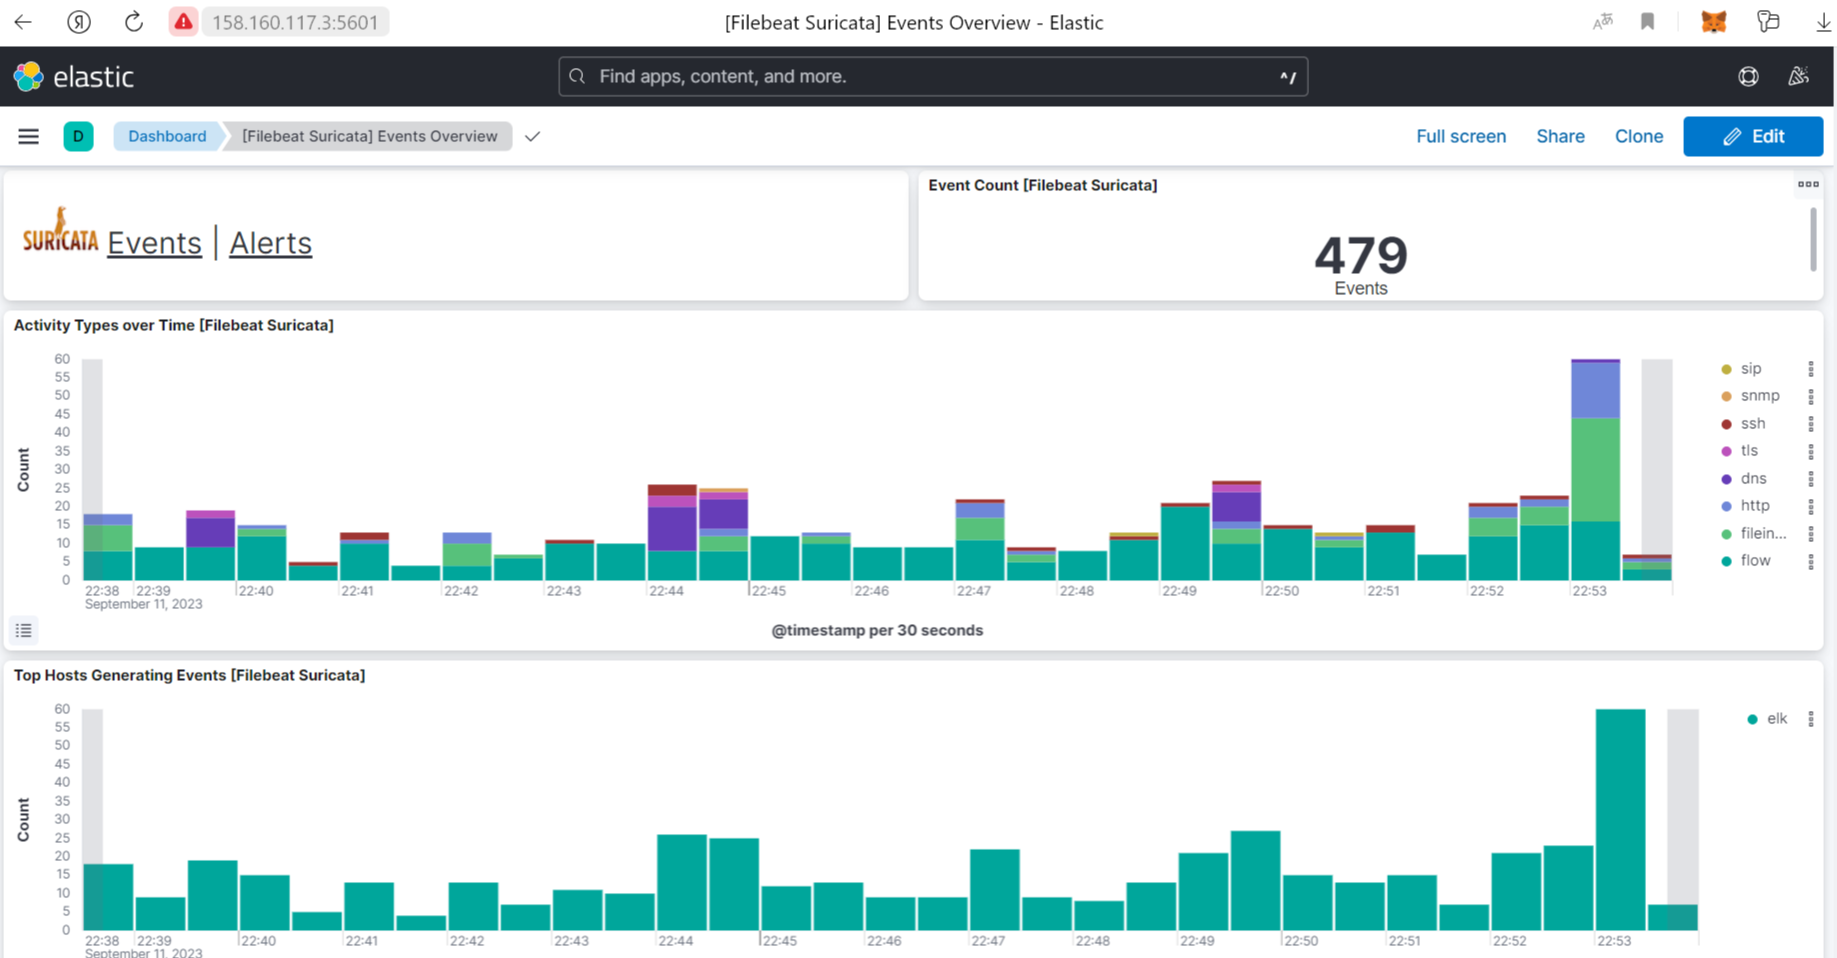 Я 158.160.117.3:5601 [Filebeat Suricata] Events Overview - Elastic
elastic Find apps, content, and more. ^/
D Dashboard [Filebeat Suricata] Events Overview Full screen Share Clone Edit
SURICATA Events | Alerts
Event Count [Filebeat Suricata]
479
Events
Activity Types over Time [Filebeat Suricata]
Count
60
55
50
45
40
35
30
25
20
15
10
5
0
22:38 22:39 22:40 22:41 22:42 22:43 22:44 22:45 22:46 22:47 22:48 22:49 22:50 22:51 22:52 22:53
September 11, 2023
@timestamp per 30 seconds
sip
snmp
ssh
tls
dns
http
filein...
flow
Top Hosts Generating Events [Filebeat Suricata]
Count
60
55
50
45
40
35
30
25
20
15
10
5
0
22:38 22:39 22:40 22:41 22:42 22:43 22:44 22:45 22:46 22:47 22:48 22:49 22:50 22:51 22:52 22:53
September 11, 2023
elk